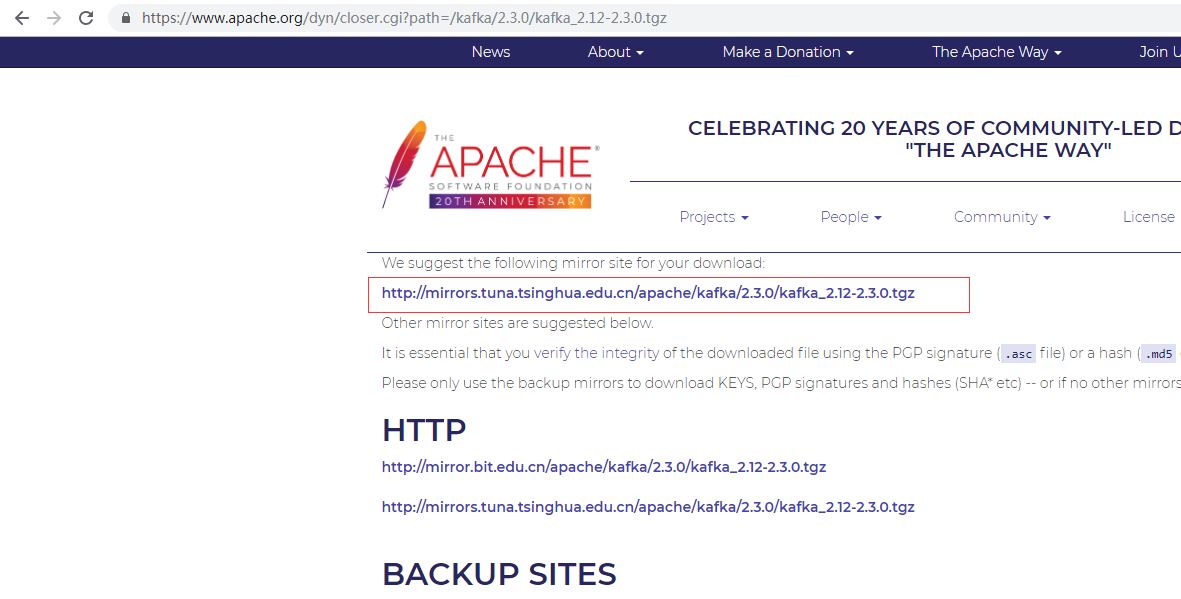 https://www.apache.org/dyn/closer.cgi?path=/kafka/2.3.0/kafka_2.12-2.3.0.tgz
News About Make a Donation The Apache Way Join U
THE
APACHE®
SOFTWARE FOUNDATION
20TH ANNIVERSARY
CELEBRATING 20 YEARS OF COMMUNITY-LED D
"THE APACHE WAY"
Projects People Community License
We suggest the following mirror site for your download:
http://mirrors.tuna.tsinghua.edu.cn/apache/kafka/2.3.0/kafka_2.12-2.3.0.tgz
Other mirror sites are suggested below.
It is essential that you verify the integrity of the downloaded file using the PGP signature ( .asc file) or a hash ( .md5
Please only use the backup mirrors to download KEYS, PGP signatures and hashes (SHA* etc) -- or if no other mirrors
HTTP
http://mirror.bit.edu.cn/apache/kafka/2.3.0/kafka_2.12-2.3.0.tgz
http://mirrors.tuna.tsinghua.edu.cn/apache/kafka/2.3.0/kafka_2.12-2.3.0.tgz
BACKUP SITES